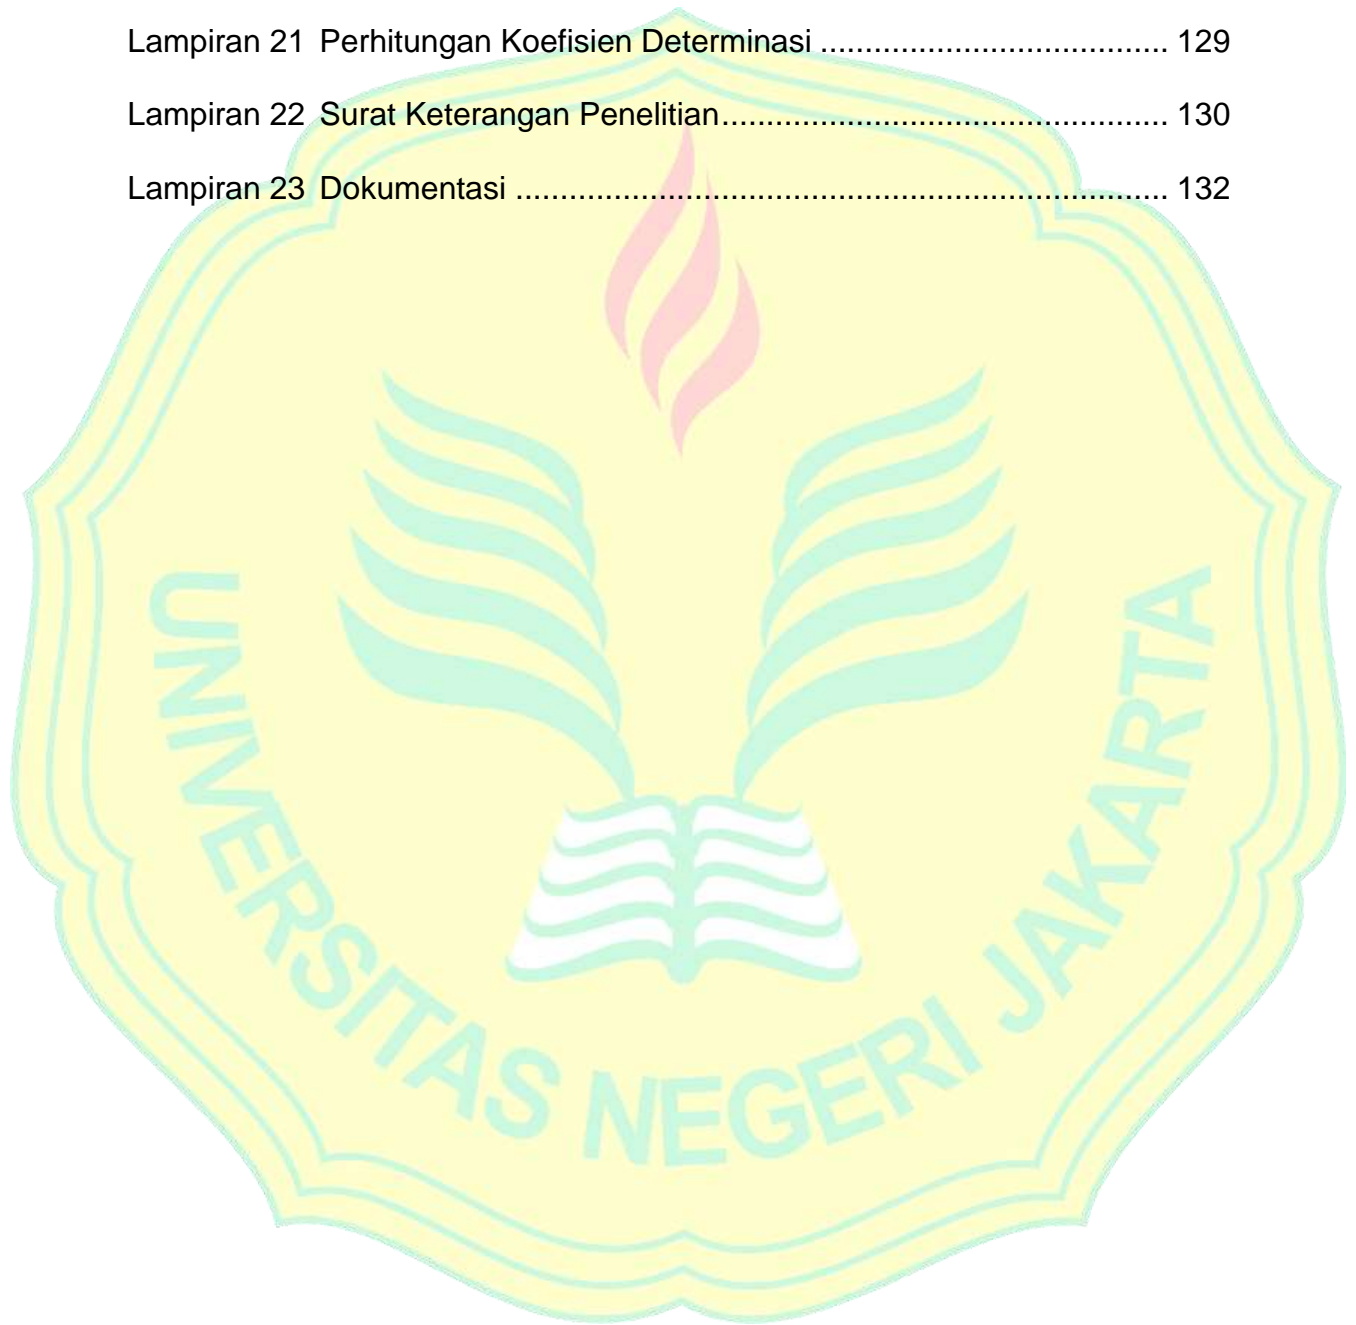 Lampiran 21 Perhitungan Koefisien Determinasi ....................................... 129
Lampiran 22 Surat Keterangan Penelitian.................................................. 130
Lampiran 23 Dokumentasi ......................................................................... 132
UNIVERSITAS NEGERI JAKARTA